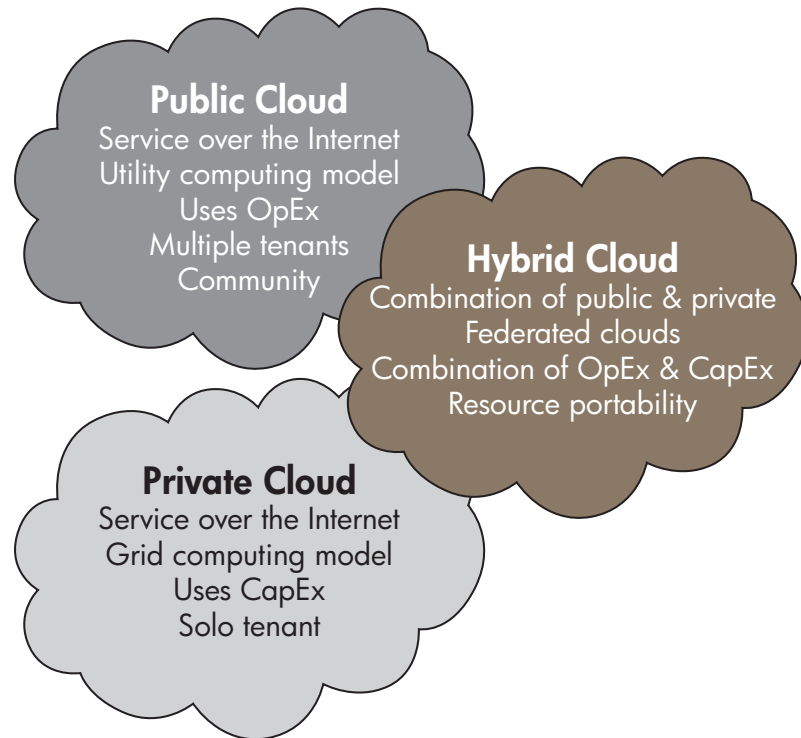 Public Cloud
Service over the Internet
Utility computing model
Uses OpEx
Multiple tenants
Community
Hybrid Cloud
Combination of public & private
Federated clouds
Combination of OpEx & CapEx
Resource portability
Private Cloud
Service over the Internet
Grid computing model
Uses CapEx
Solo tenant